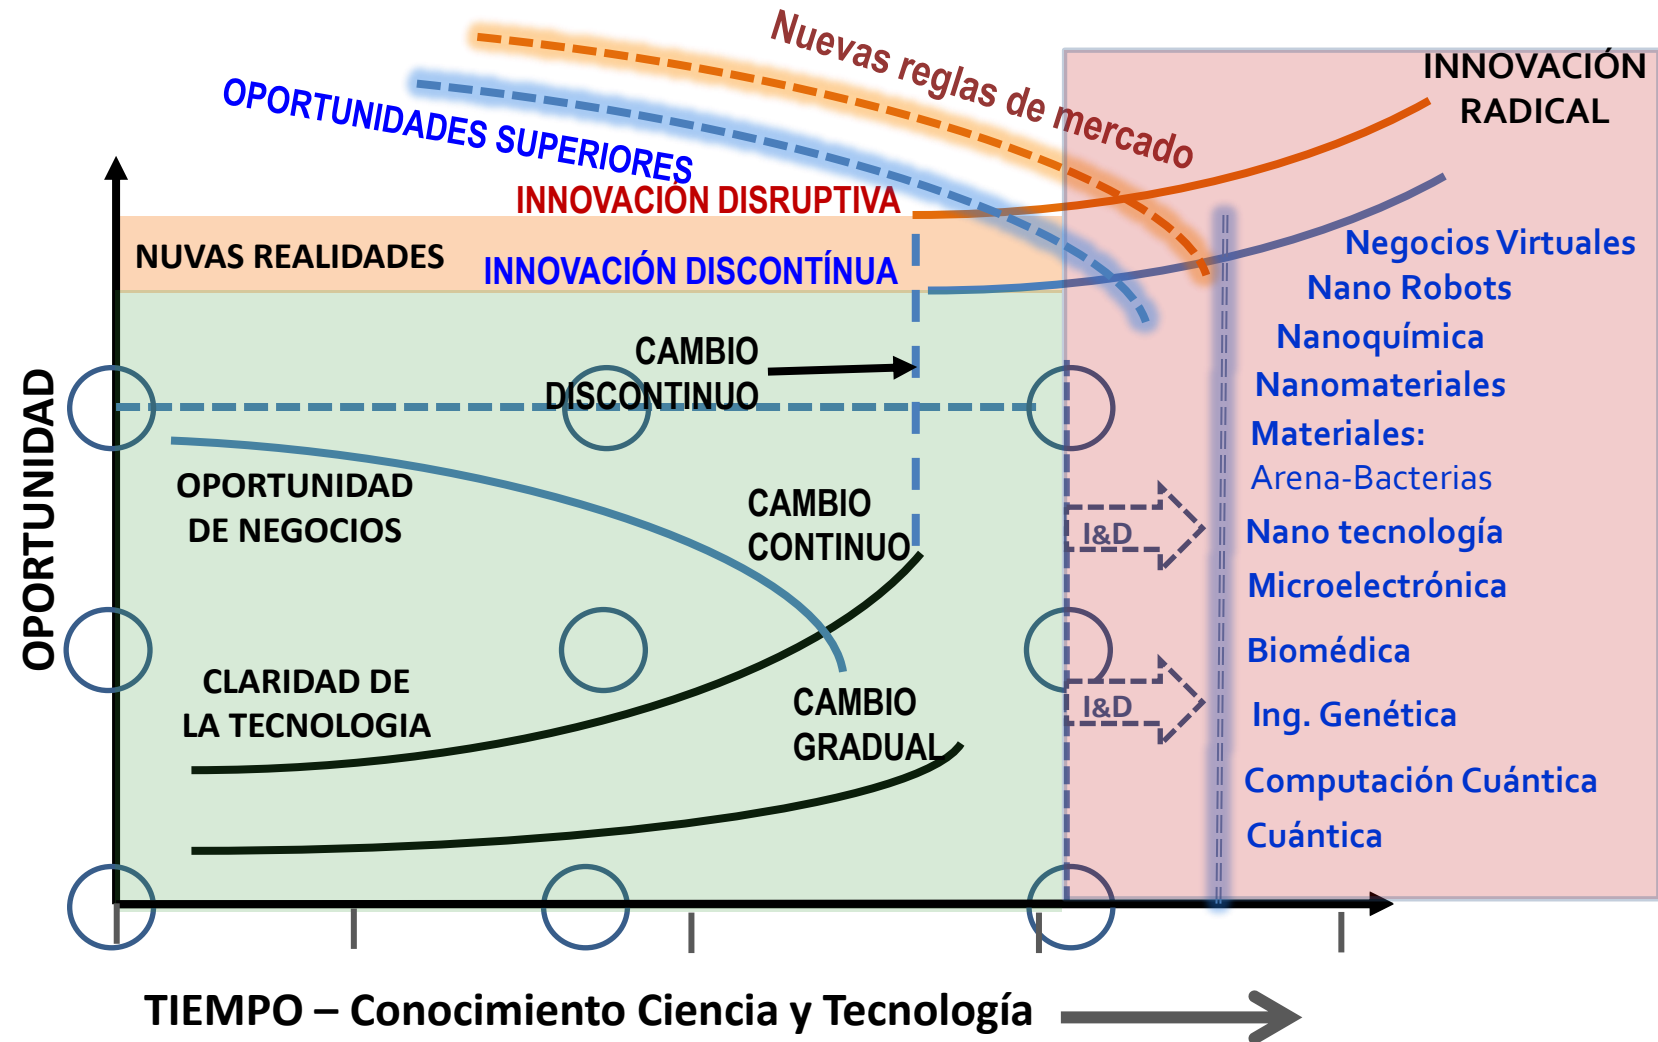 Nuevas reglas de mercado
OPORTUNIDADES SUPERIORES
INNOVACIÓN
RADICAL
INNOVACIÓN DISRUPTIVA
NUVAS REALIDADES
INNOVACIÓN DISCONTÍNUA
CAMBIO
DISCONTINUO
OPORTUNIDAD
OPORTUNIDAD
DE NEGOCIOS
CAMBIO
CONTINUO
CLARIDAD DE
LA TECNOLOGIA
CAMBIO
GRADUAL
I&D
I&D
Negocios Virtuales
Nano Robots
Nanoquímica
Nanomateriales
Materiales:
Arena-Bacterias
Nano tecnología
Microelectrónica
Biomédica
Ing. Genética
Computación Cuántica
Cuántica
TIEMPO – Conocimiento Ciencia y Tecnología